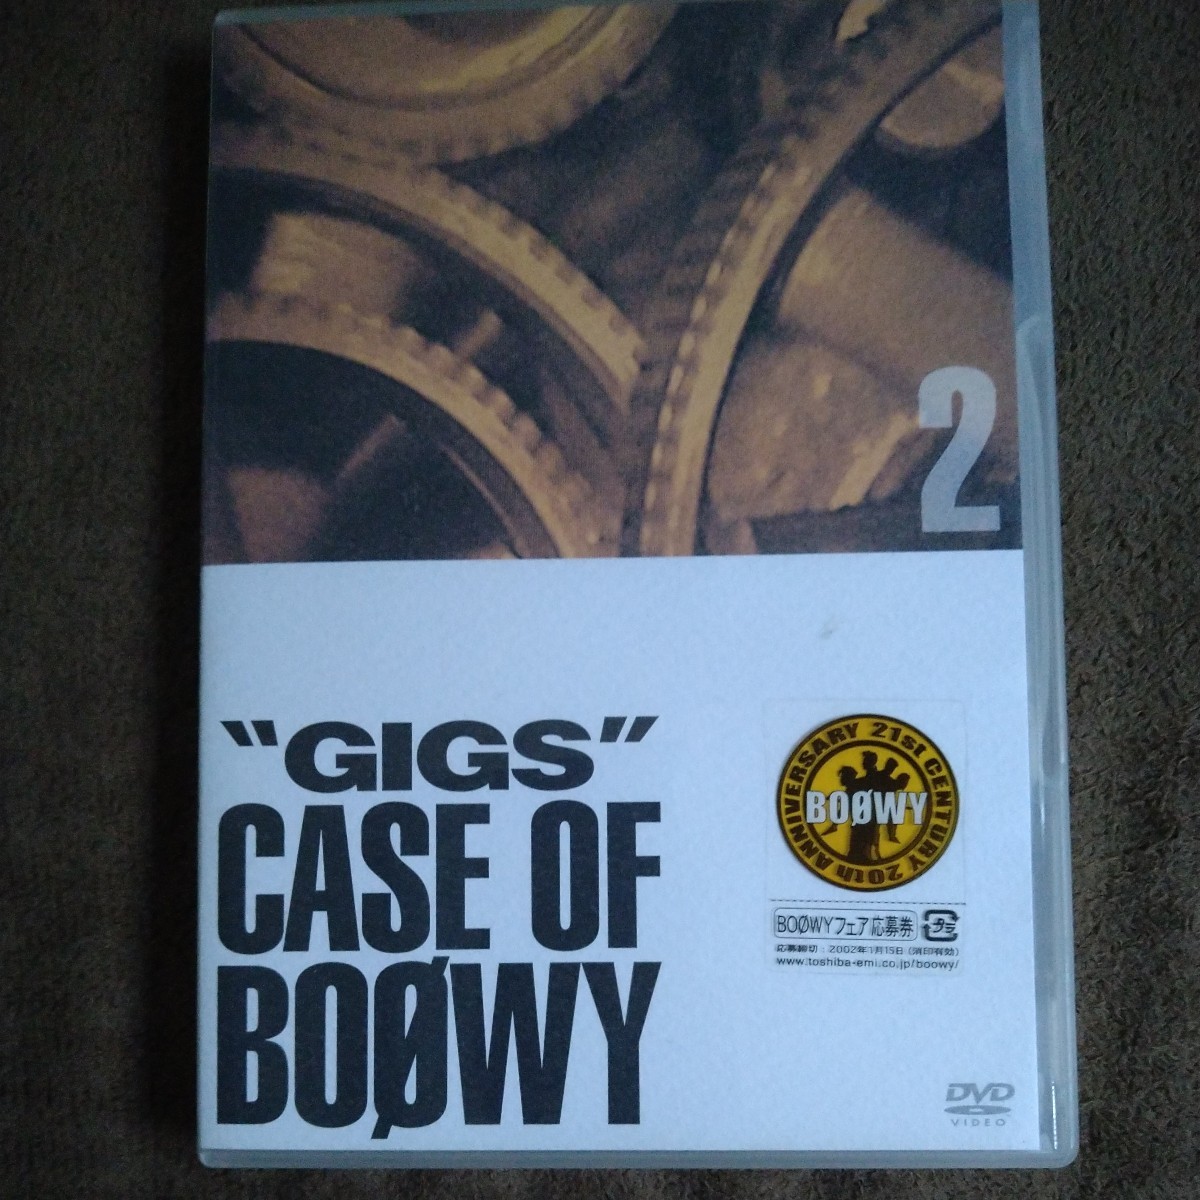 2
"GIGS"
CASE OF
BOØWY
ANNIVERSARY 21st CENTURY 20th
BOØWY
BOØWYフェア応募券
プラ
応募締切:2002年1月15日(消印有効)
www.toshiba-emi.co.jp/boowy/
DVD
VIDEO